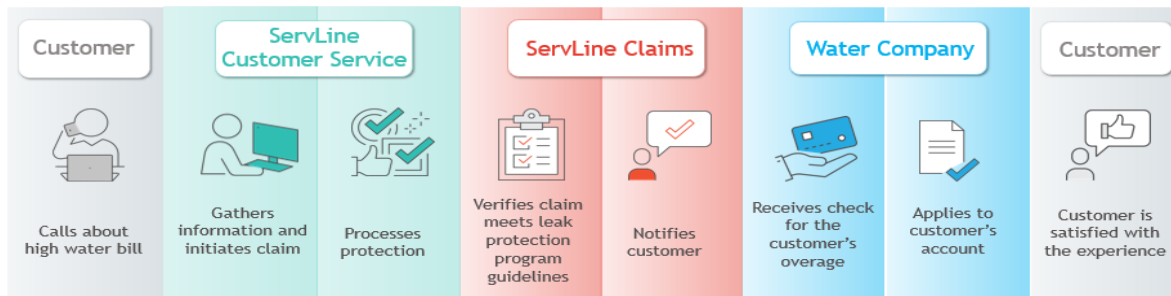 Customer
ServLine
Customer Service
ServLine Claims
Water Company
Customer
Calls about
high water bill
Gathers
information and
initiates claim
Processes
protection
Verifies claim
meets leak
protection
program
guidelines
Notifies
customer
Receives check
for the
customer's
overage
Applies to
customer's
account
Customer is
satisfied with
the experience